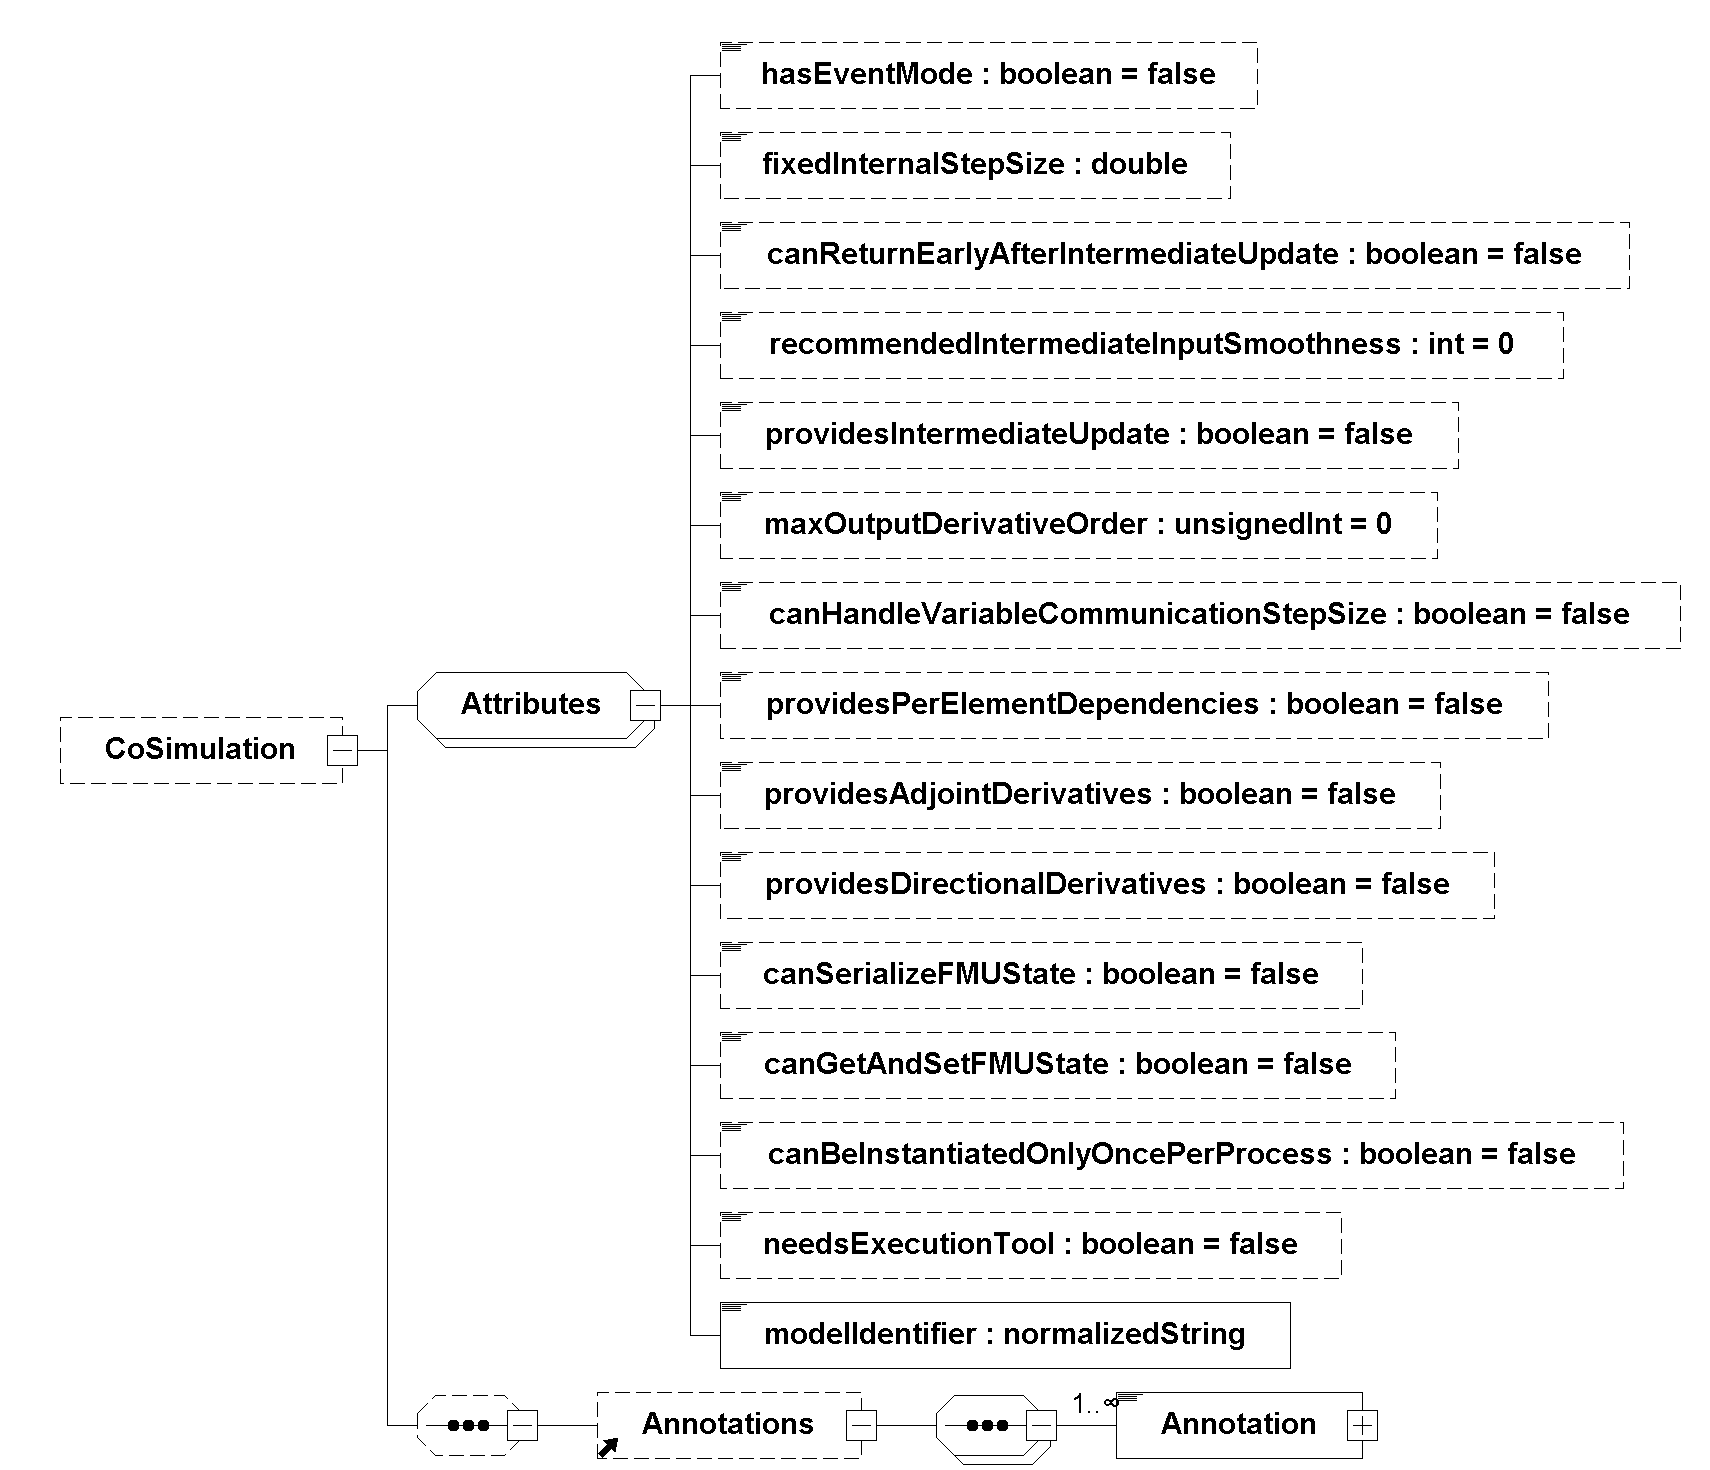 hasEventMode : boolean = false
fixedInternalStepSize : double
canReturnEarlyAfterIntermediateUpdate : boolean = false
recommendedIntermediateInputSmoothness : int = 0
providesIntermediateUpdate : boolean = false
maxOutputDerivativeOrder : unsignedInt = 0
canHandleVariableCommunicationStepSize : boolean = false
Attributes
providesPerElementDependencies : boolean = false
CoSimulation
providesAdjointDerivatives : boolean = false
providesDirectionalDerivatives : boolean = false
canSerializeFMUState : boolean = false
canGetAndSetFMUState : boolean = false
canBeInstantiatedOnlyOncePerProcess : boolean = false
needsExecutionTool : boolean = false
modelIdentifier : normalizedString
Annotations
1..∞
Annotation